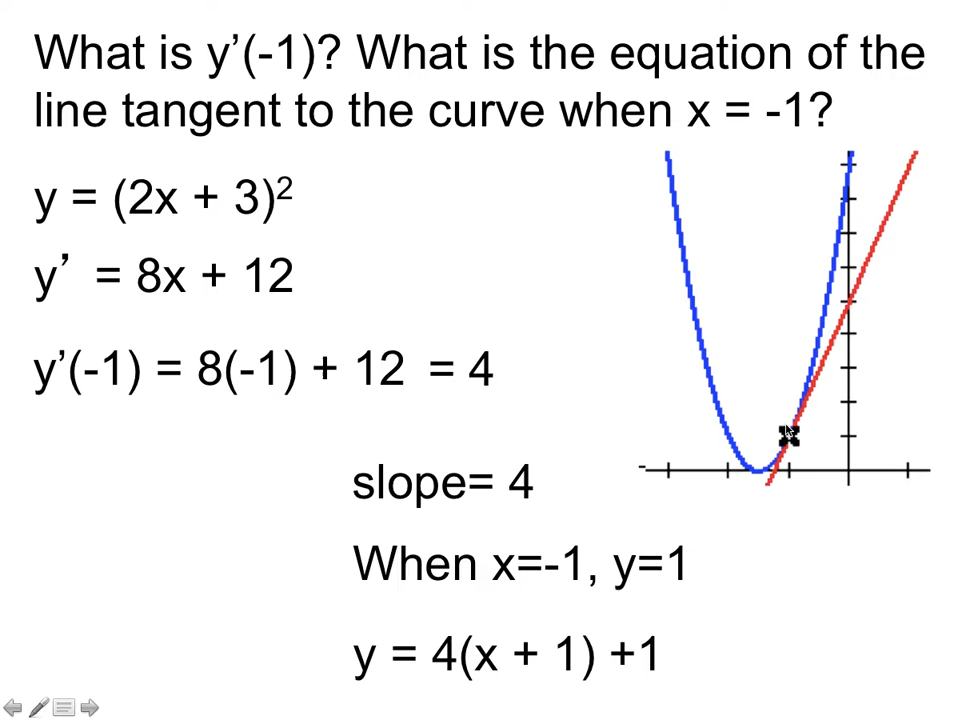 What is y’(-1)? What is the equation of the
line tangent to the curve when x = -1?
y = (2x + 3)²
y’ = 8x + 12
y’(-1) = 8(-1) + 12 = 4
slope= 4
When x=-1, y=1
y = 4(x + 1) +1